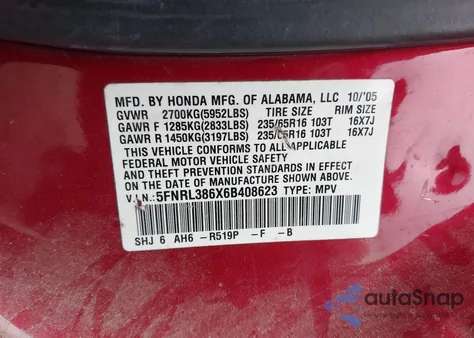 MFD. BY HONDA MFG. OF ALABAMA, LLC 10/'05
GVWR 2700KG(5952LBS) TIRE SIZE RIM SIZE
GAWR F 1285KG(2833LBS) 235/65R16 103T 16X7J
GAWR R 1450KG(3197LBS) 235/65R16 103T 16X7J
THIS VEHICLE CONFORMS TO ALL APPLICABLE
FEDERAL MOTOR VEHICLE SAFETY AND
THEFT PREVENTION STANDARDS IN EFFECT ON THE
DATE OF MANUFACTURE SHOWN ABOVE.
V.I.N.: 5FNRL386X6B408623 TYPE: MPV
SHJ 6 AH6 -R519P -F -B
autoSnap